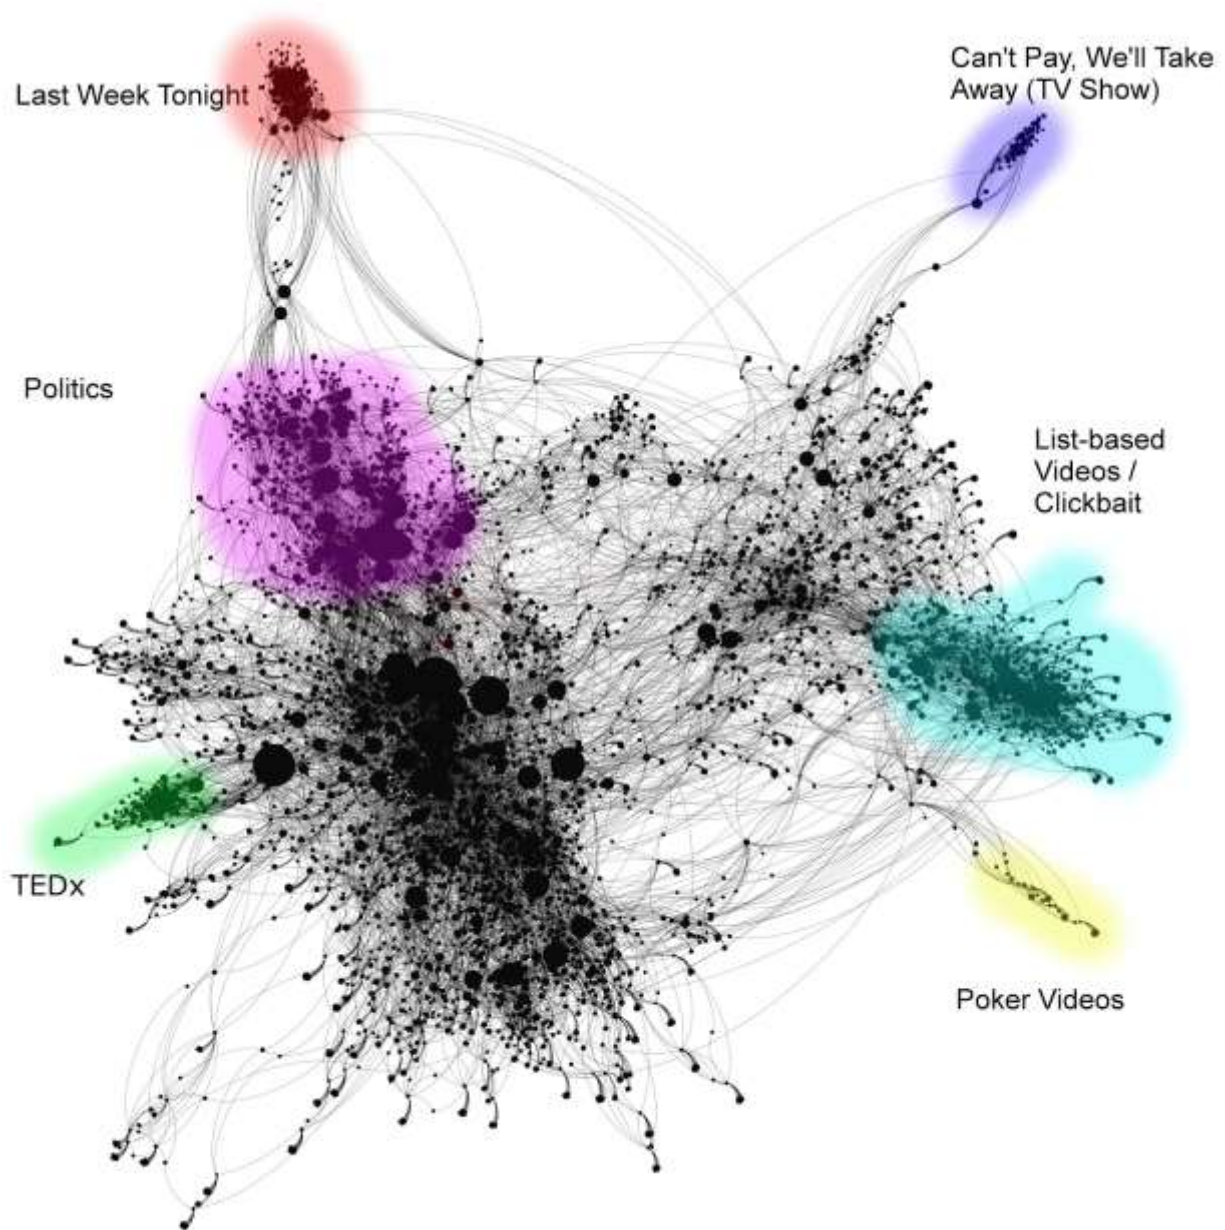 Can't Pay, We'll Take
Away (TV Show)
Last Week Tonight
Politics
List-based
Videos /
Clickbait
TEDx
Poker Videos